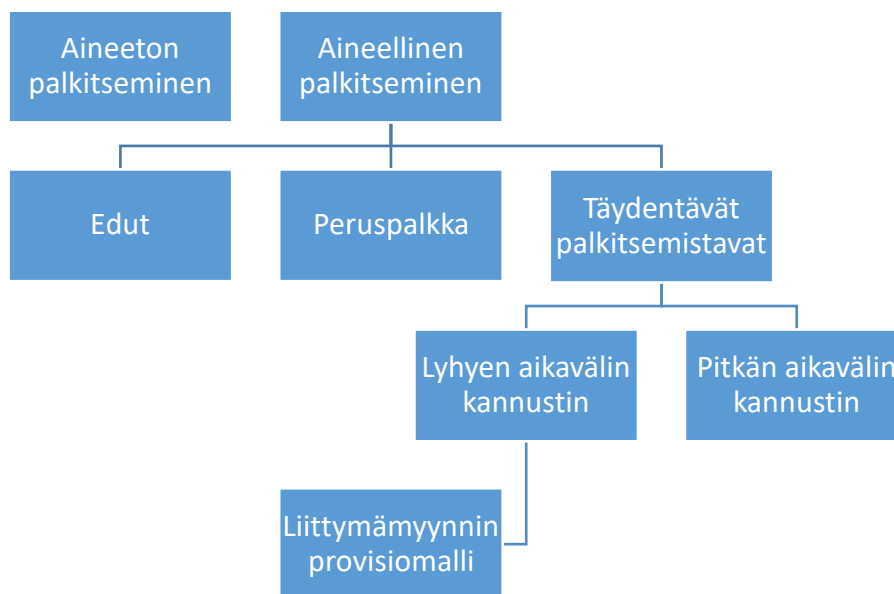 Aineeton
palkitseminen
Aineellinen
palkitseminen
Edut
Peruspalkka
Täydentävät
palkitsemistavat
Lyhyen aikavälin
kannustin
Pitkän aikavälin
kannustin
Liittymämyynnin
provisiomalli